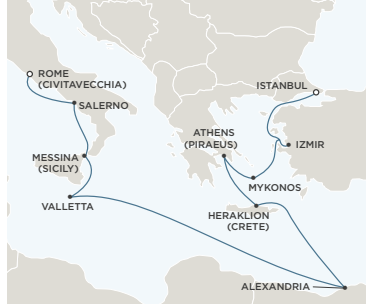 ROME
(CIVITAVECCHIA)
SALERNO
ISTANBUL
ATHENS
(PIRAEUS)
IZMIR
MESSINA
(SICILY)
MYKONOS
VALLETTA
HERAKLION
(CRETE)
ALEXANDRIA